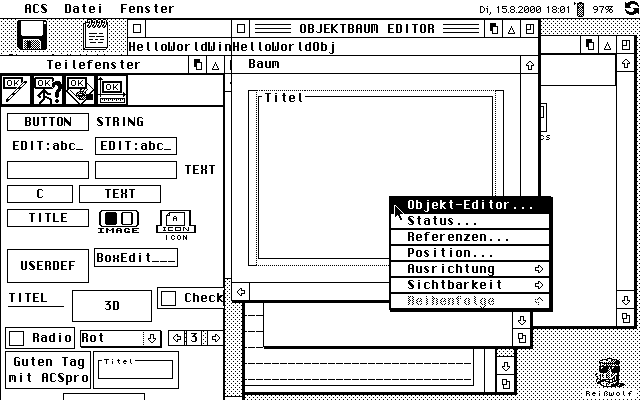 ACS Datei Fenster Di, 15.8.2000 18:01 97%
OBJEKTBAUM EDITOR
HelloWorldWinHelloWorldObj
Teilefenster
Baum
OK OK OK OK
Titel
BUTTON STRING
EDIT:abc_ EDIT:abc_
TEXT
C TEXT
TITLE IMAGE ICON
USERDEF BoxEdit___
TITEL 3D Check
Radio Rot 3
Guten Tag
mit ACSpro
Titel
Objekt-Editor...
Status...
Referenzen...
Position...
Ausrichtung
Sichtbarkeit
Reihenfolge
Reißwolf